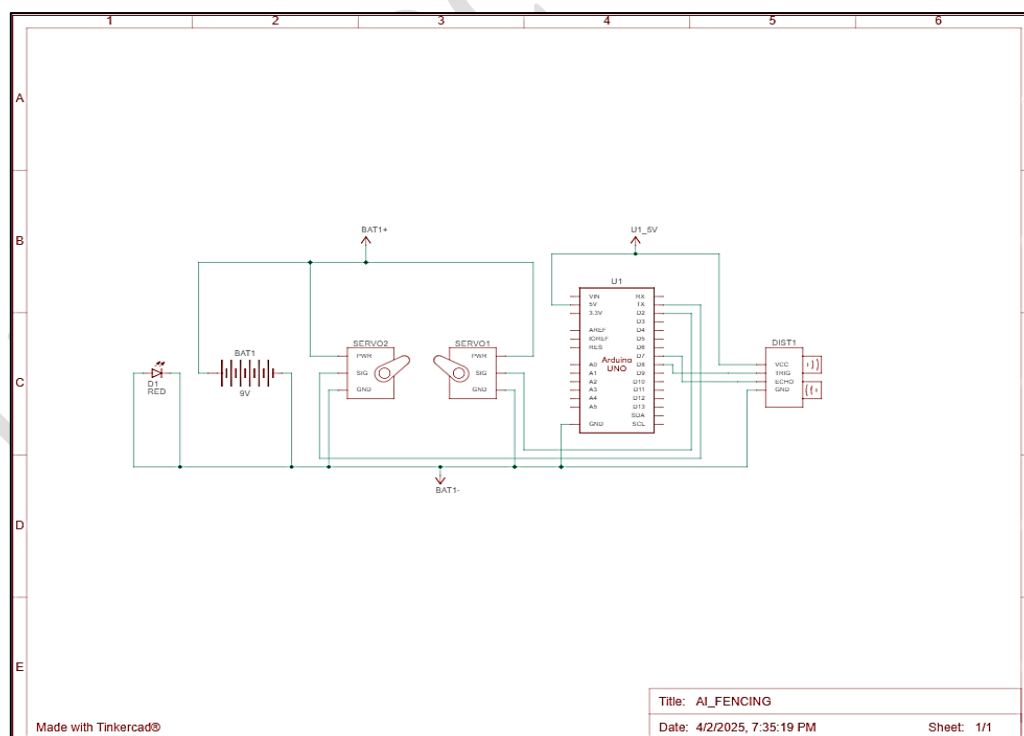 1 2 3 4 5 6
A
B
C
D
E
BAT1+
U1_5V
U1
VIN
5V
3.3V
AREF
IOREF
RES
A0
A1
A2
A3
A4
A5
GND
RX
TX
D2
D3
D4
D5
D6
D7
D8
D9
D10
D11
D12
D13
SDA
SCL
Arduino
UNO
SERVO2
PWR
SIG
GND
SERVO1
PWR
SIG
GND
DIST1
VCC
TRIG
ECHO
GND
BAT1
9V
D1
RED
BAT1-
Title: AI_FENCING
Date: 4/2/2025, 7:35:19 PM Sheet: 1/1
Made with Tinkercad®